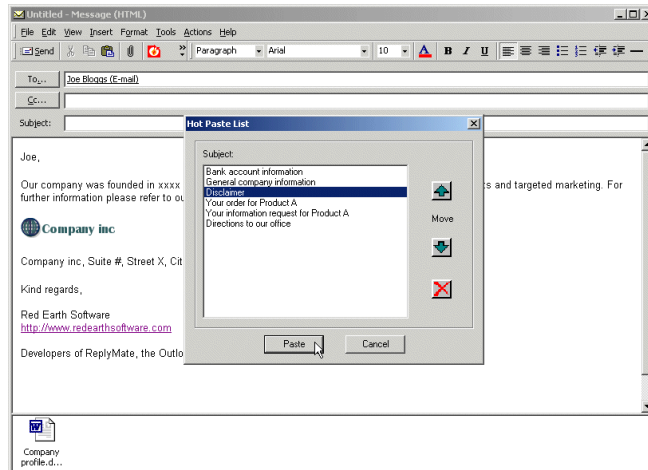 Untitled - Message (HTML)
File Edit View Insert Format Tools Actions Help
Send Paragraph Arial 10 A B I U
To... Joe Bloggs (E-mail)
Cc...
Subject:
Hot Paste List
Subject:
Bank account information
General company information
Disclaimer
Your order for Product A
Your information request for Product A
Directions to our office
Move
Paste Cancel
Joe,
Our company was founded in xxxx s and targeted marketing. For
further information please refer to ou
Company inc
Company inc, Suite #, Street X, Cit
Kind regards,
Red Earth Software
http://www.redearthsoftware.com
Developers of ReplyMate, the Outlo
Company
profile.d...